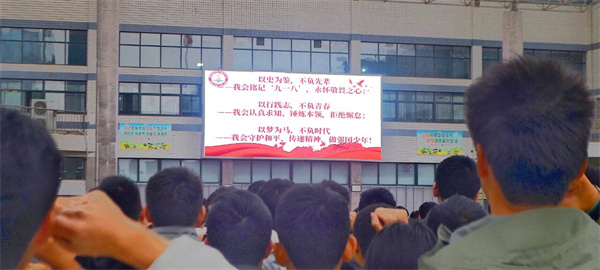 以史为鉴，不负先辈
——我会铭记‘九一八’，永怀敬畏之心；
以行践志，不负青春
——我会认真求知，锤炼本领，拒绝懈怠；
以梦为马，不负时代
——我会守护和平，传递精神，做强国少年！